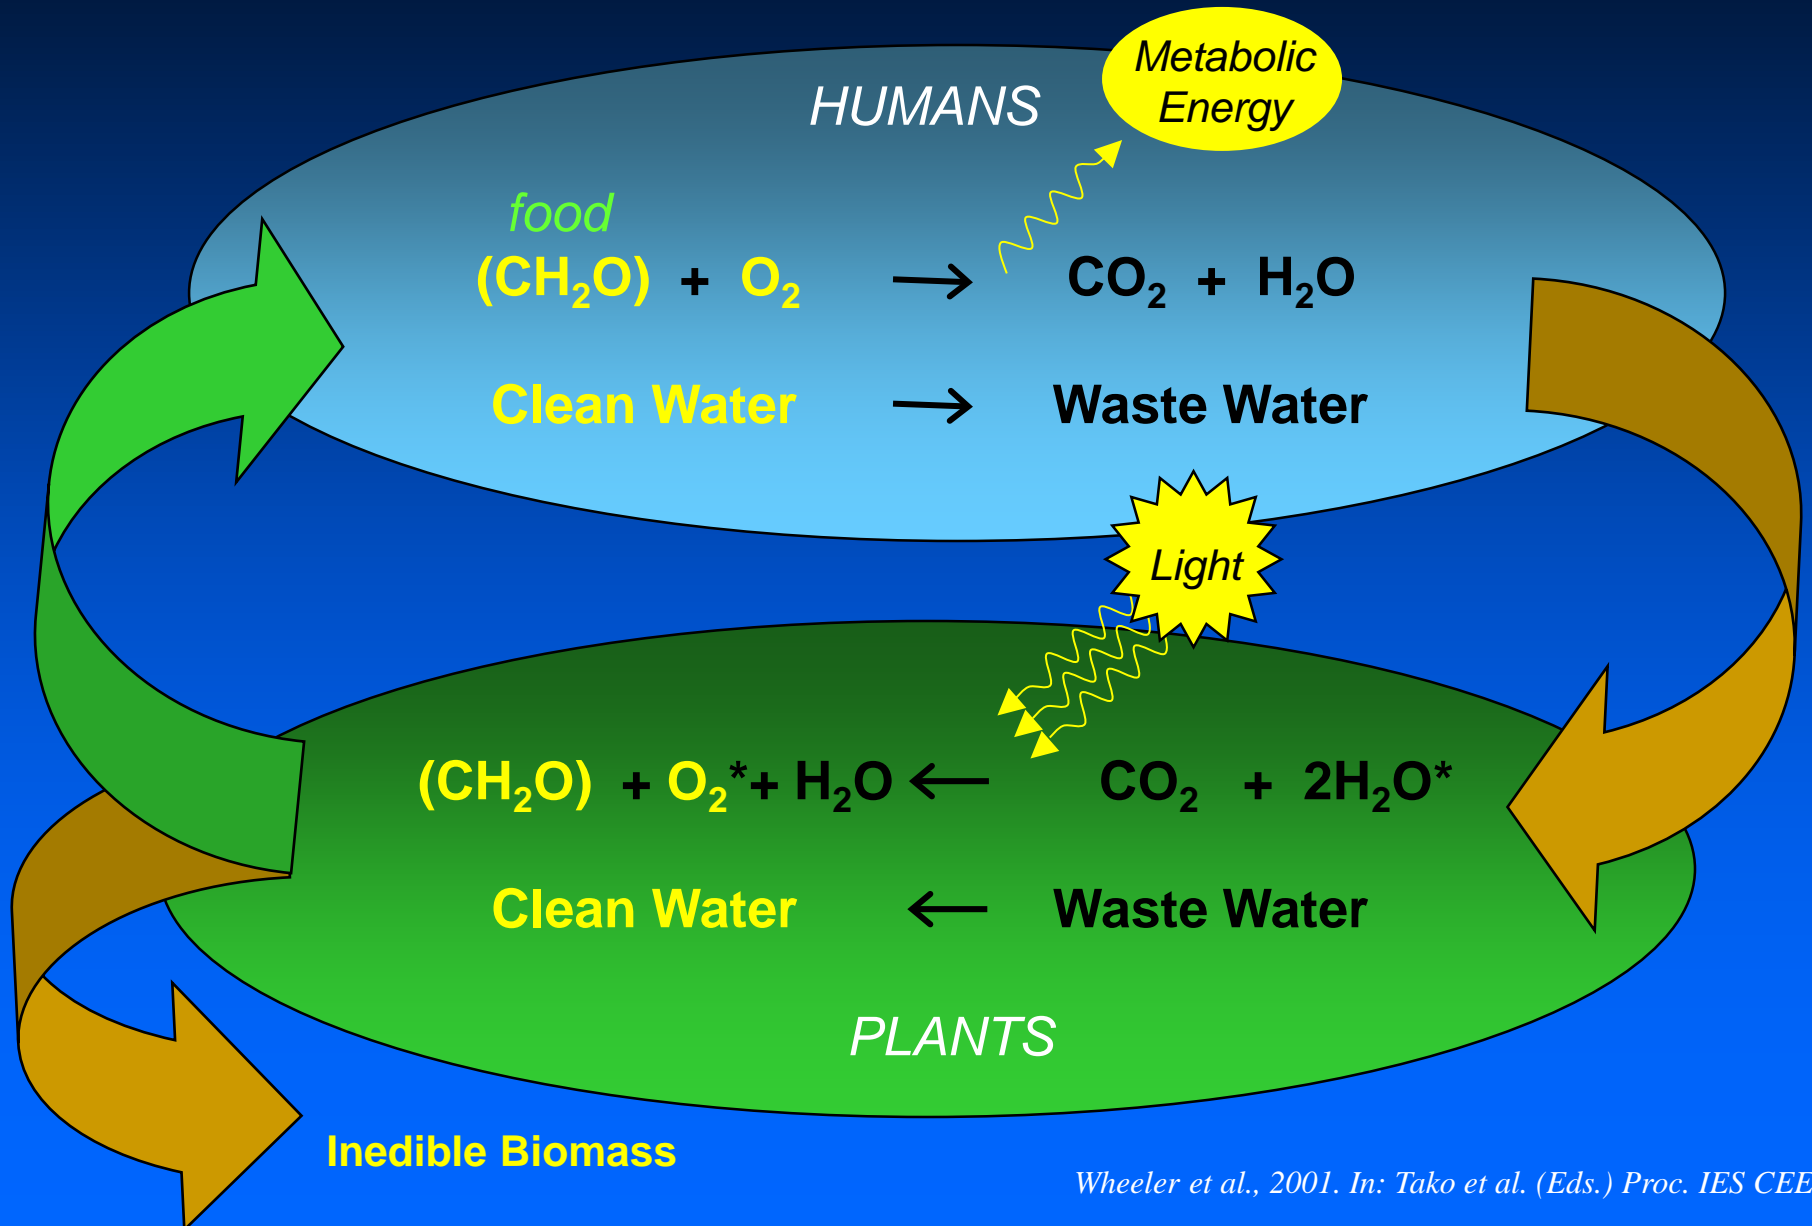 Metabolic
Energy
HUMANS
food
(CH₂O) + O₂ → CO₂ + H₂O
Clean Water → Waste Water
Light
(CH₂O) + O₂*+ H₂O ← CO₂ + 2H₂O*
Clean Water ← Waste Water
PLANTS
Inedible Biomass
Wheeler et al., 2001. In: Tako et al. (Eds.) Proc. IES CEE